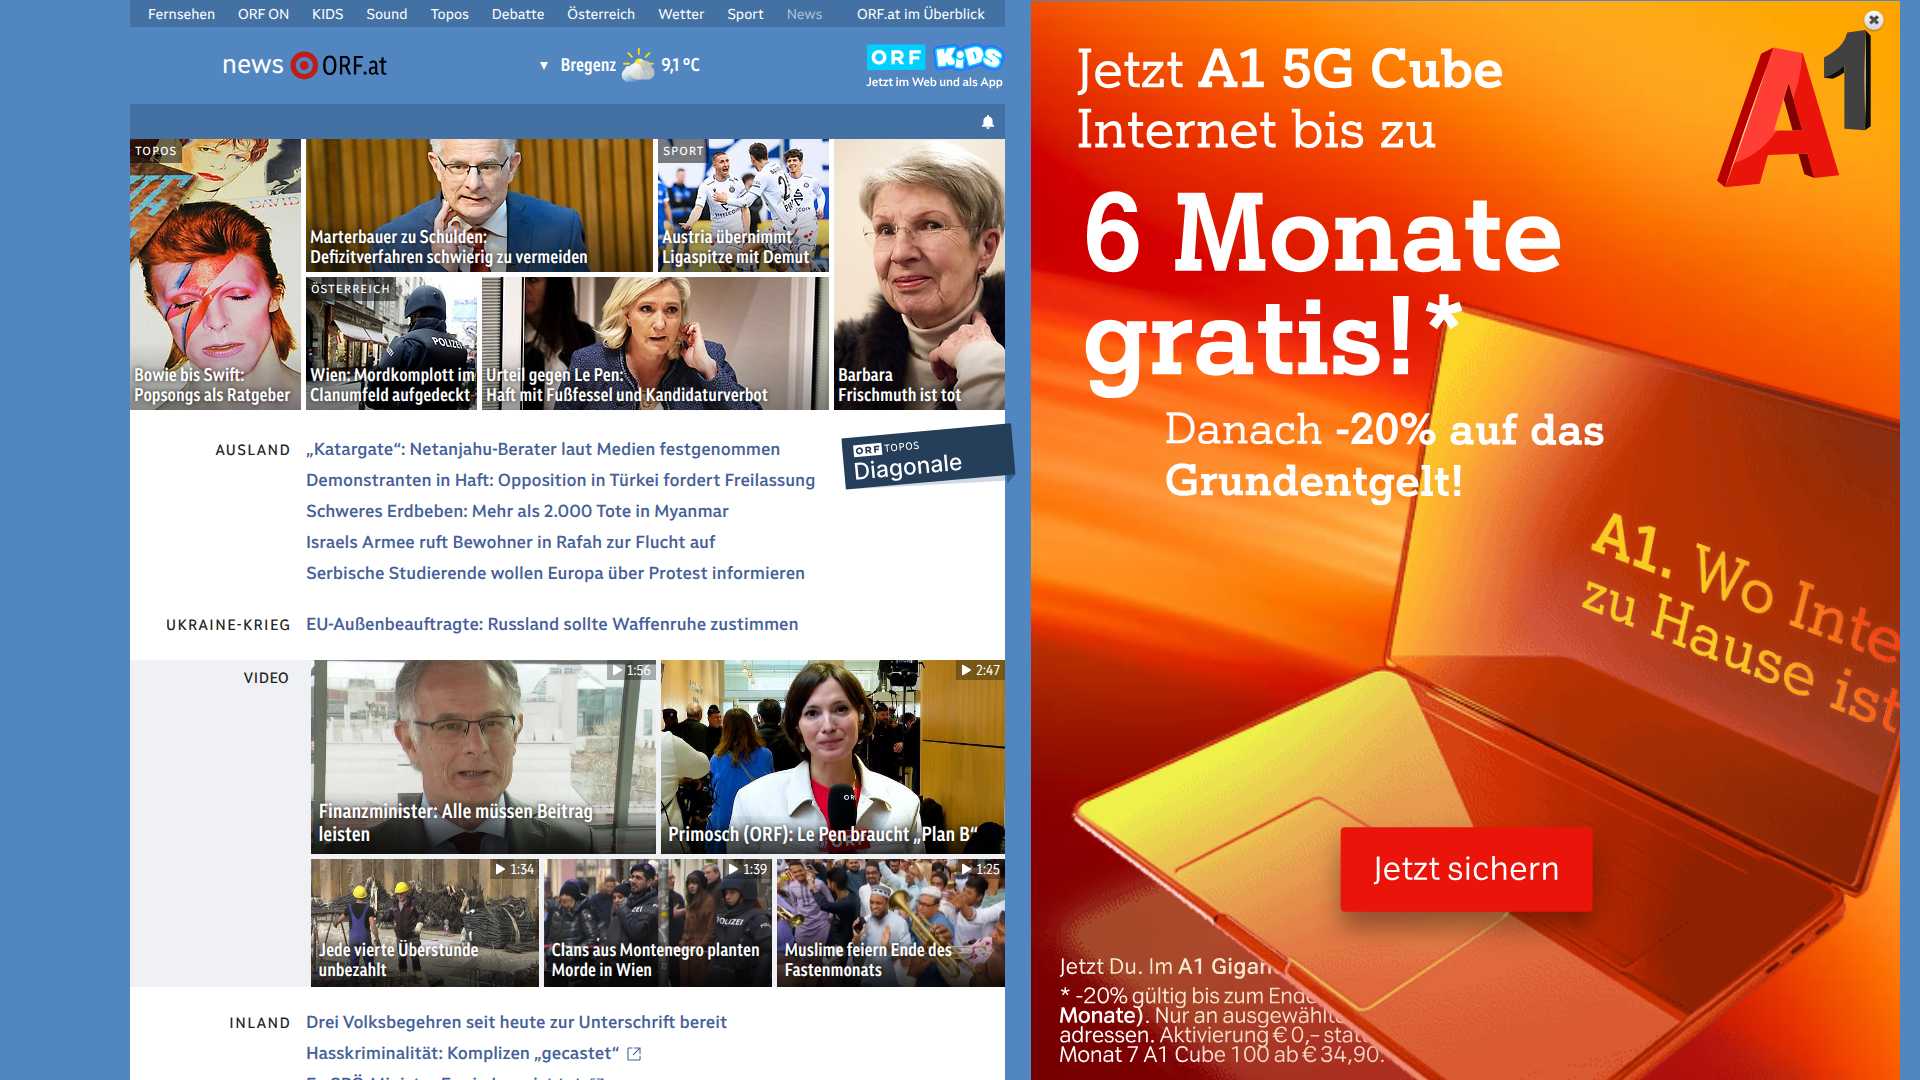 Fernsehen ORF ON KIDS Sound Topos Debatte Österreich Wetter Sport News ORF.at im Überblick
news ORF.at
Bregenz 9,1 °C
ORF KiDS
Jetzt im Web und als App
TOPOS
DAVID
Bowie bis Swift:
Popsongs als Ratgeber
Marterbauer zu Schulden:
Defizitverfahren schwierig zu vermeiden
SPORT
Austria übernimmt
Ligaspitze mit Demut
ÖSTERREICH
POLIZEI
Wien: Mordkomplott im
Clanumfeld aufgedeckt
Urteil gegen Le Pen:
Haft mit Fußfessel und Kandidaturverbot
Barbara
Frischmuth ist tot
AUSLAND
„Katargate“: Netanjahu-Berater laut Medien festgenommen
Demonstranten in Haft: Opposition in Türkei fordert Freilassung
Schweres Erdbeben: Mehr als 2.000 Tote in Myanmar
Israels Armee ruft Bewohner in Rafah zur Flucht auf
Serbische Studierende wollen Europa über Protest informieren
ORF TOPOS
Diagonale
UKRAINE-KRIEG
EU-Außenbeauftragte: Russland sollte Waffenruhe zustimmen
VIDEO
1:56
Finanzminister: Alle müssen Beitrag
leisten
2:47
Primosch (ORF): Le Pen braucht „Plan B“
1:34
Jede vierte Überstunde
unbezahlt
1:39
POLIZEI
Clans aus Montenegro planten
Morde in Wien
1:25
Muslime feiern Ende des
Fastenmonats
INLAND
Drei Volksbegehren seit heute zur Unterschrift bereit
Hasskriminalität: Komplizen „gecastet“
Jetzt A1 5G Cube
Internet bis zu
6 Monate
gratis!*
Danach -20% auf das
Grundentgelt!
A1
A1. Wo Inte
zu Hause ist
Jetzt sichern
Jetzt Du. Im A1 Gigan
* -20% gültig bis zum Ende
Monate). Nur an ausgewählte
adressen. Aktivierung € 0,– stat
Monat 7 A1 Cube 100 ab € 34,90.